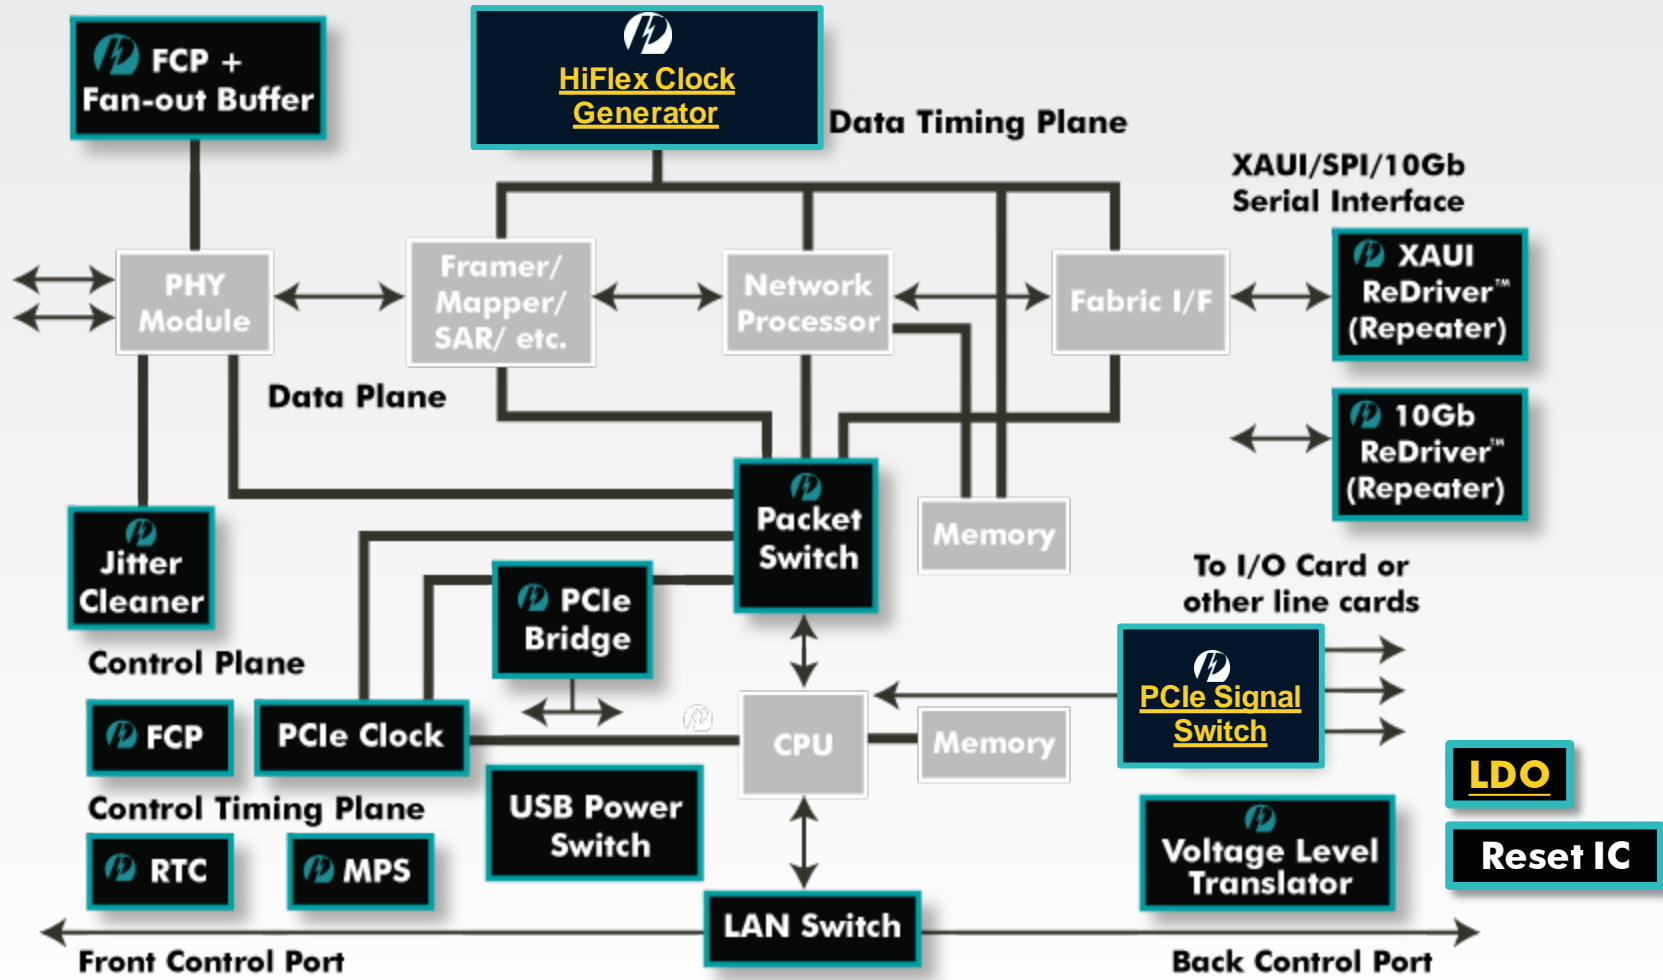 FCP +
Fan-out Buffer
HiFlex Clock
Generator
Data Timing Plane
XAUI/SPI/10Gb
Serial Interface
PHY
Module
Framer/
Mapper/
SAR/ etc.
Network
Processor
Fabric I/F
XAUI
ReDriver™
(Repeater)
Data Plane
10Gb
ReDriver™
(Repeater)
Packet
Switch
Memory
Jitter
Cleaner
PCIe
Bridge
To I/O Card or
other line cards
Control Plane
FCP
PCIe Clock
CPU
Memory
PCIe Signal
Switch
LDO
Control Timing Plane
USB Power
Switch
RTC
MPS
Voltage Level
Translator
Reset IC
LAN Switch
Front Control Port
Back Control Port